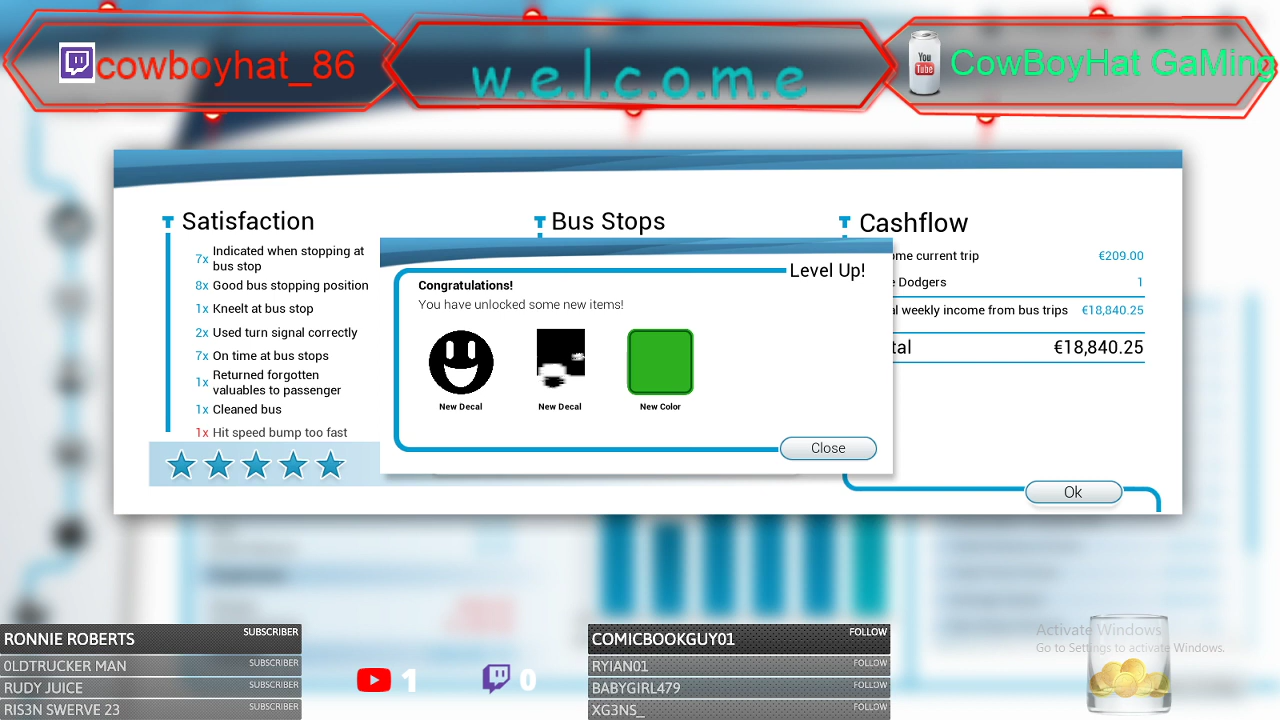 cowboyhat_86
w.e.l.c.o.m.e
You
Tube
CowBoyHat GaMing
Satisfaction
7x Indicated when stopping at
bus stop
8x Good bus stopping position
1x Kneelt at bus stop
2x Used turn signal correctly
7x On time at bus stops
1x Returned forgotten
valuables to passenger
1x Cleaned bus
1x Hit speed bump too fast
Bus Stops
Cashflow
ome current trip €209.00
e Dodgers 1
al weekly income from bus trips €18,840.25
tal €18,840.25
Ok
Level Up!
Congratulations!
You have unlocked some new items!
New Decal
New Decal
New Color
Close
RONNIE ROBERTS SUBSCRIBER
0LDTRUCKER MAN SUBSCRIBER
RUDY JUICE SUBSCRIBER
RIS3N SWERVE 23 SUBSCRIBER
1
0
COMICBOOKGUY01 FOLLOW
RYIAN01 FOLLOW
BABYGIRL479 FOLLOW
XG3NS_ FOLLOW
Activate Windows
Go to Settings to activate Windows.